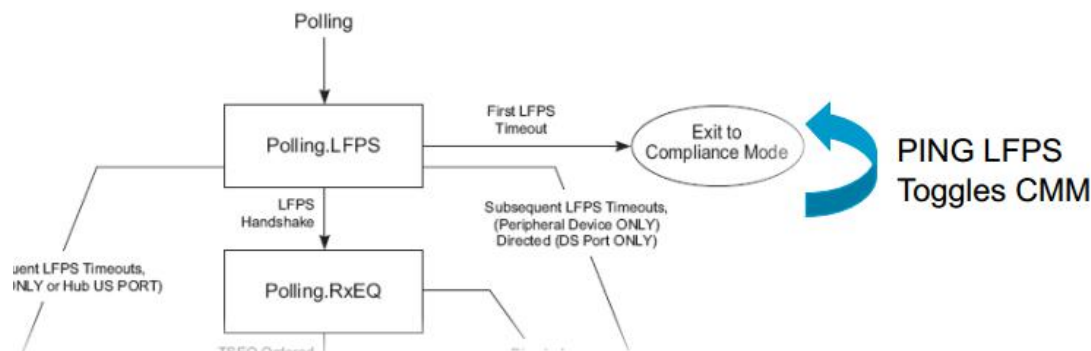 Polling
First LFPS
Timeout
Polling.LFPS
Exit to
Compliance Mode
PING LFPS
Toggles CMM
LFPS
Handshake
Subsequent LFPS Timeouts,
(Peripheral Device ONLY)
Directed (DS Port ONLY)
uent LFPS Timeouts,
ONLY or Hub US PORT)
Polling.RxEQ